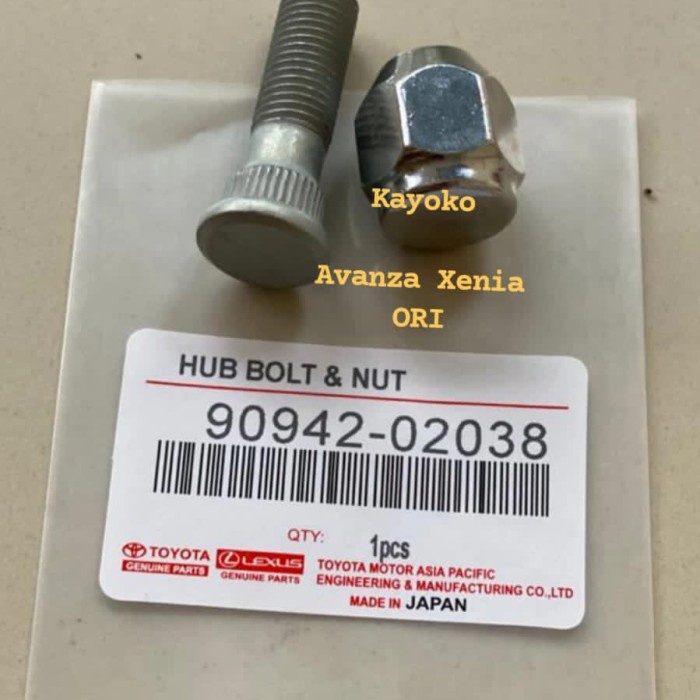 Kayoko
Avanza Xenia
ORI
HUB BOLT & NUT
90942-02038
QTY: 1pcs
TOYOTA
GENUINE PARTS
LEXUS
GENUINE PARTS
TOYOTA MOTOR ASIA PACIFIC
ENGINEERING & MANUFACTURING CO.,LTD
MADE IN JAPAN